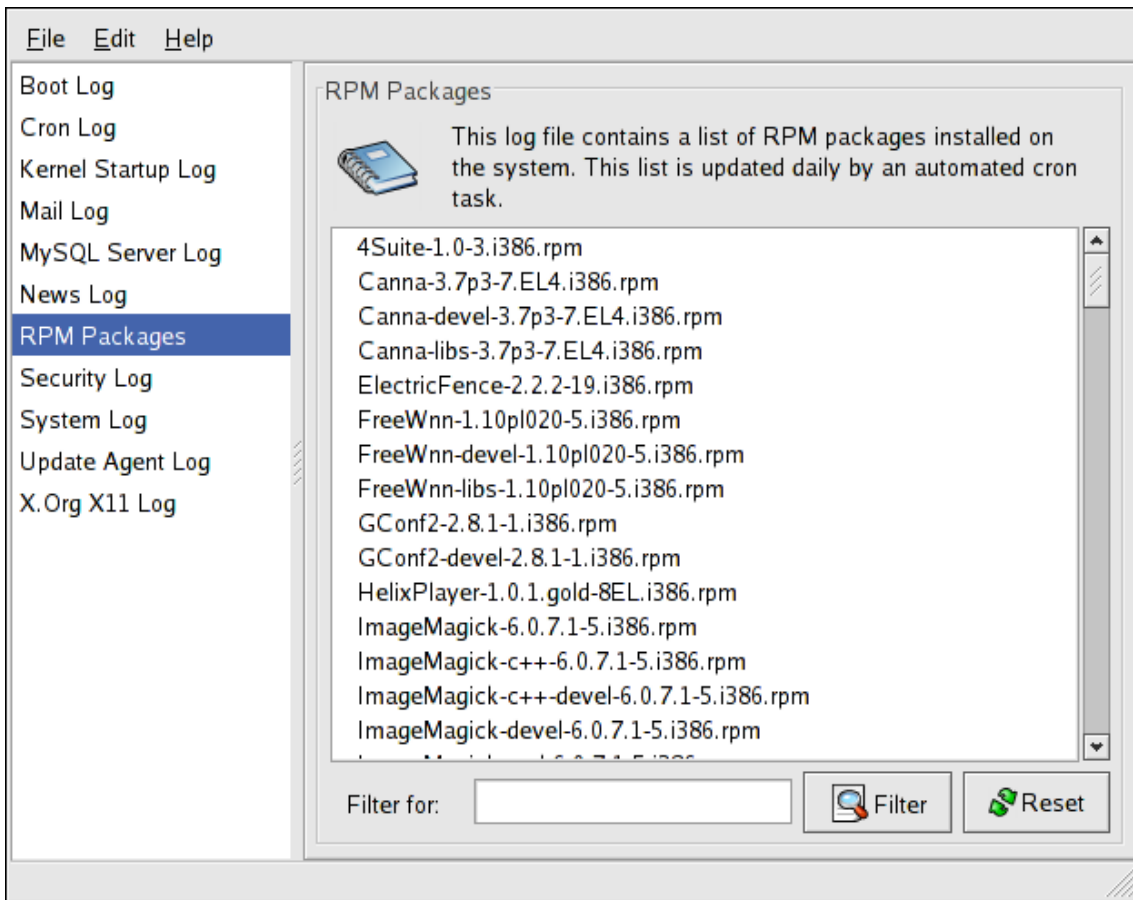 File Edit Help
Boot Log
Cron Log
Kernel Startup Log
Mail Log
MySQL Server Log
News Log
RPM Packages
Security Log
System Log
Update Agent Log
X.Org X11 Log
RPM Packages
This log file contains a list of RPM packages installed on
the system. This list is updated daily by an automated cron
task.
4Suite-1.0-3.i386.rpm
Canna-3.7p3-7.EL4.i386.rpm
Canna-devel-3.7p3-7.EL4.i386.rpm
Canna-libs-3.7p3-7.EL4.i386.rpm
ElectricFence-2.2.2-19.i386.rpm
FreeWnn-1.10pl020-5.i386.rpm
FreeWnn-devel-1.10pl020-5.i386.rpm
FreeWnn-libs-1.10pl020-5.i386.rpm
GConf2-2.8.1-1.i386.rpm
GConf2-devel-2.8.1-1.i386.rpm
HelixPlayer-1.0.1.gold-8EL.i386.rpm
ImageMagick-6.0.7.1-5.i386.rpm
ImageMagick-c++-6.0.7.1-5.i386.rpm
ImageMagick-c++-devel-6.0.7.1-5.i386.rpm
ImageMagick-devel-6.0.7.1-5.i386.rpm
Filter for: Filter Reset